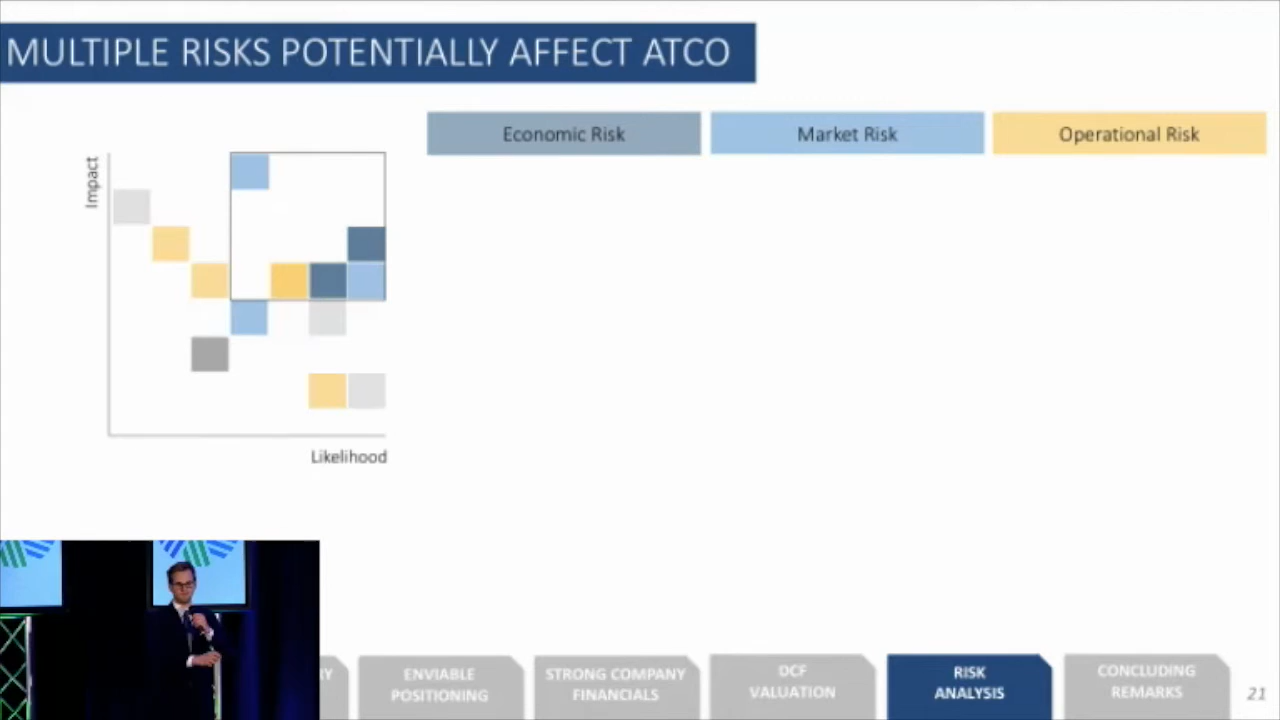 MULTIPLE RISKS POTENTIALLY AFFECT ATCO
Economic Risk
Market Risk
Operational Risk
Impact
Likelihood
RY
ENVIABLE
POSITIONING
STRONG COMPANY
FINANCIALS
DCF
VALUATION
RISK
ANALYSIS
CONCLUDING
REMARKS
21